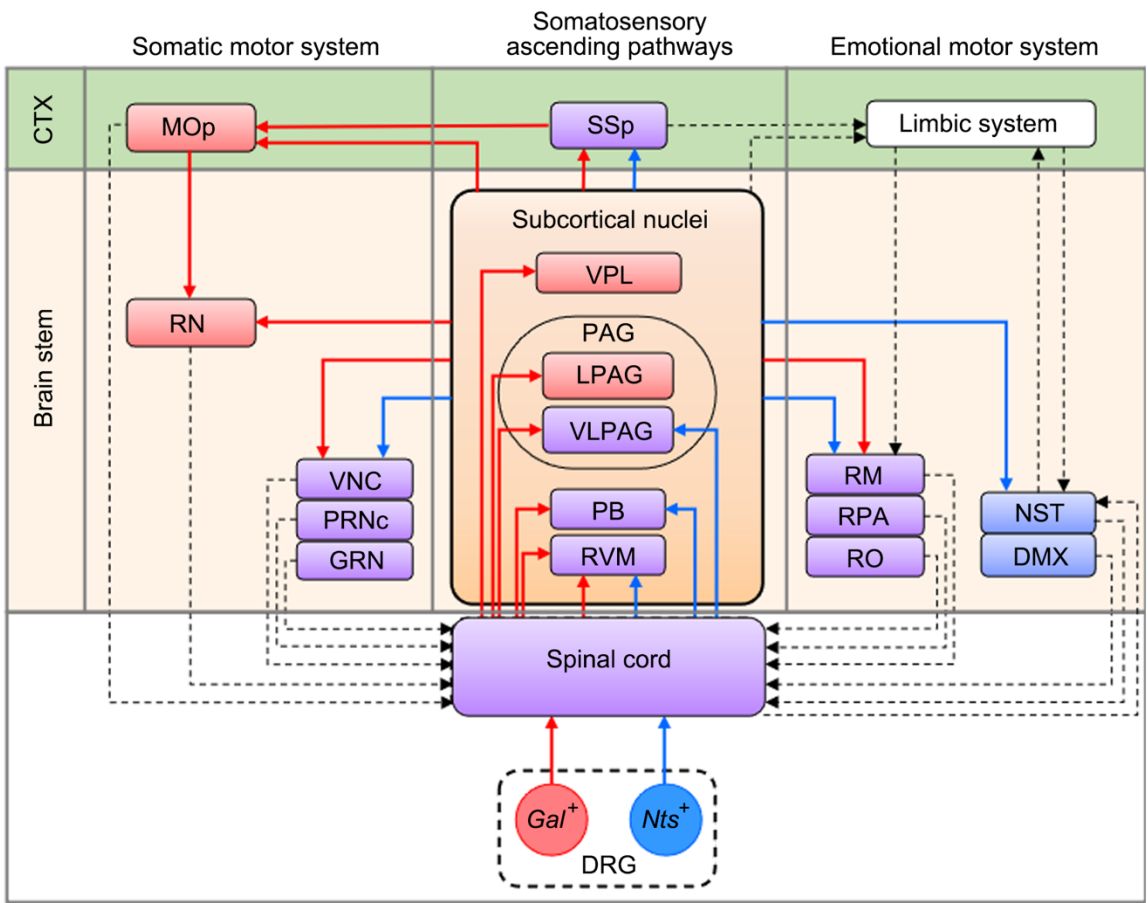 Somatic motor system
Somatosensory
ascending pathways
Emotional motor system
CTX
MOp
SSp
Limbic system
Brain stem
Subcortical nuclei
VPL
RN
PAG
LPAG
VLPAG
VNC
PRNc
GRN
PB
RVM
RM
RPA
RO
NST
DMX
Spinal cord
Gal+
Nts+
DRG